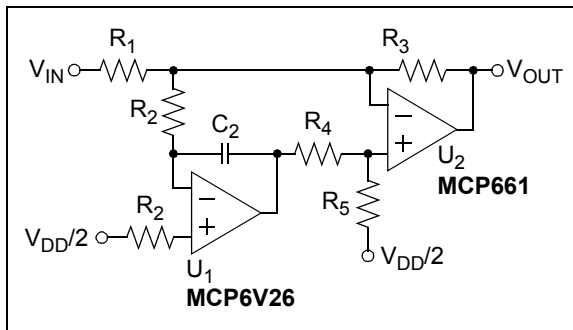 R1
R3
VIN
VOUT
R2
C2
R4
U2
MCP661
R2
R5
VDD/2
U1
VDD/2
MCP6V26